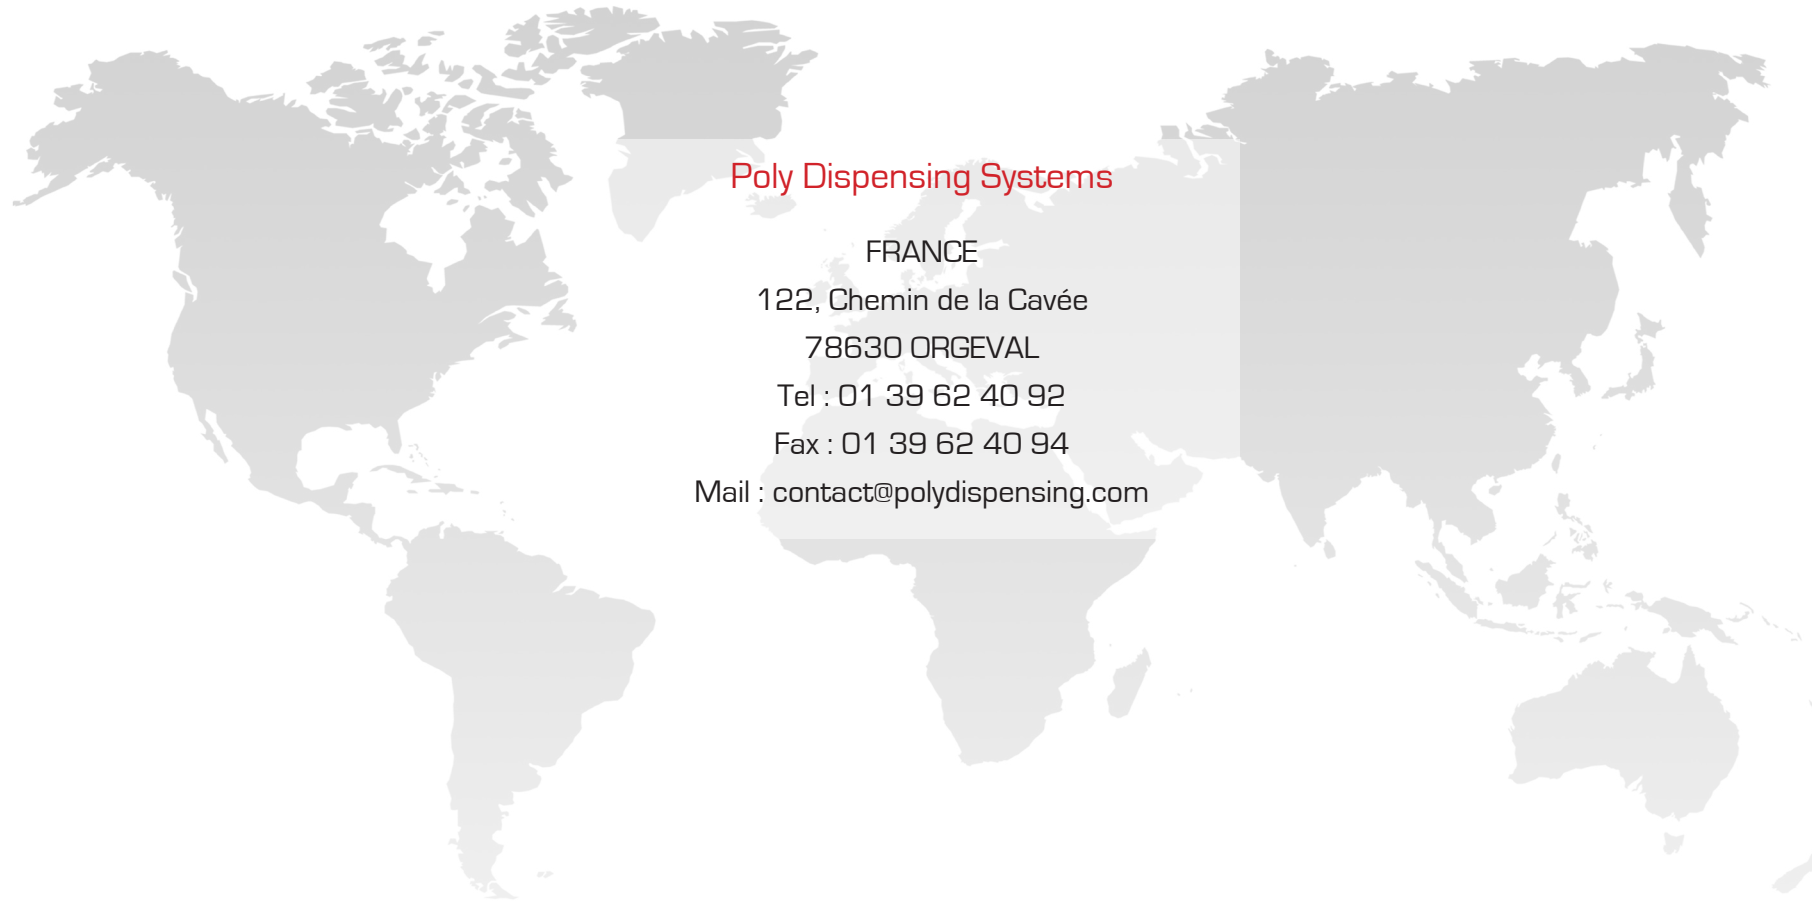 Poly Dispensing Systems
FRANCE
122, Chemin de la Cavée
78630 ORGEVAL
Tel : 01 39 62 40 92
Fax : 01 39 62 40 94
Mail : contact@polydispensing.com